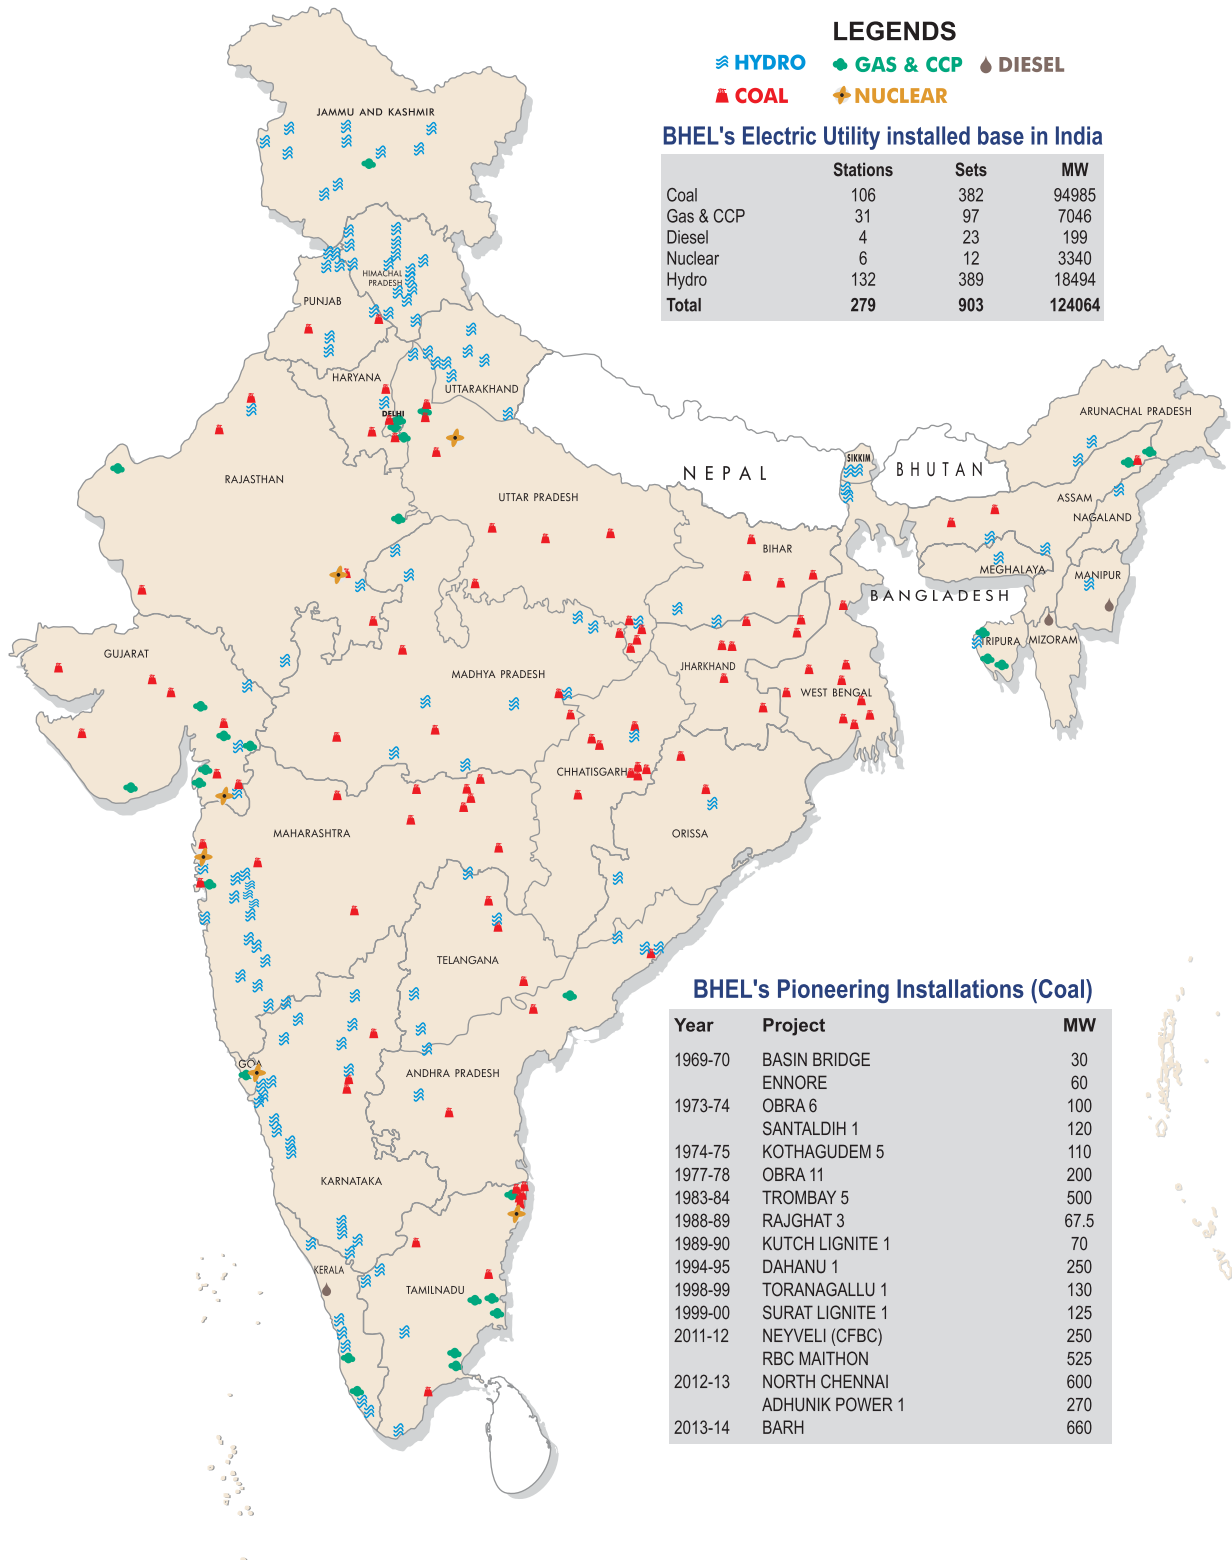 LEGENDS
HYDRO GAS & CCP DIESEL
COAL NUCLEAR
BHEL's Electric Utility installed base in India
Stations Sets MW
Coal 106 382 94985
Gas & CCP 31 97 7046
Diesel 4 23 199
Nuclear 6 12 3340
Hydro 132 389 18494
Total 279 903 124064
JAMMU AND KASHMIR
HIMACHAL
PRADESH
PUNJAB
HARYANA
UTTARAKHAND
DELHI
ARUNACHAL PRADESH
SIKKIM
NEPAL
BHUTAN
RAJASTHAN
UTTAR PRADESH
ASSAM
NAGALAND
BIHAR
MEGHALAYA
MANIPUR
BANGLADESH
TRIPURA
MIZORAM
GUJARAT
MADHYA PRADESH
JHARKHAND
WEST BENGAL
CHHATISGARH
MAHARASHTRA
ORISSA
TELANGANA
GOA
ANDHRA PRADESH
KARNATAKA
KERALA
TAMILNADU
BHEL's Pioneering Installations (Coal)
Year Project MW
1969-70 BASIN BRIDGE 30
ENNORE 60
1973-74 OBRA 6 100
SANTALDIH 1 120
1974-75 KOTHAGUDEM 5 110
1977-78 OBRA 11 200
1983-84 TROMBAY 5 500
1988-89 RAJGHAT 3 67.5
1989-90 KUTCH LIGNITE 1 70
1994-95 DAHANU 1 250
1998-99 TORANAGALLU 1 130
1999-00 SURAT LIGNITE 1 125
2011-12 NEYVELI (CFBC) 250
RBC MAITHON 525
2012-13 NORTH CHENNAI 600
ADHUNIK POWER 1 270
2013-14 BARH 660